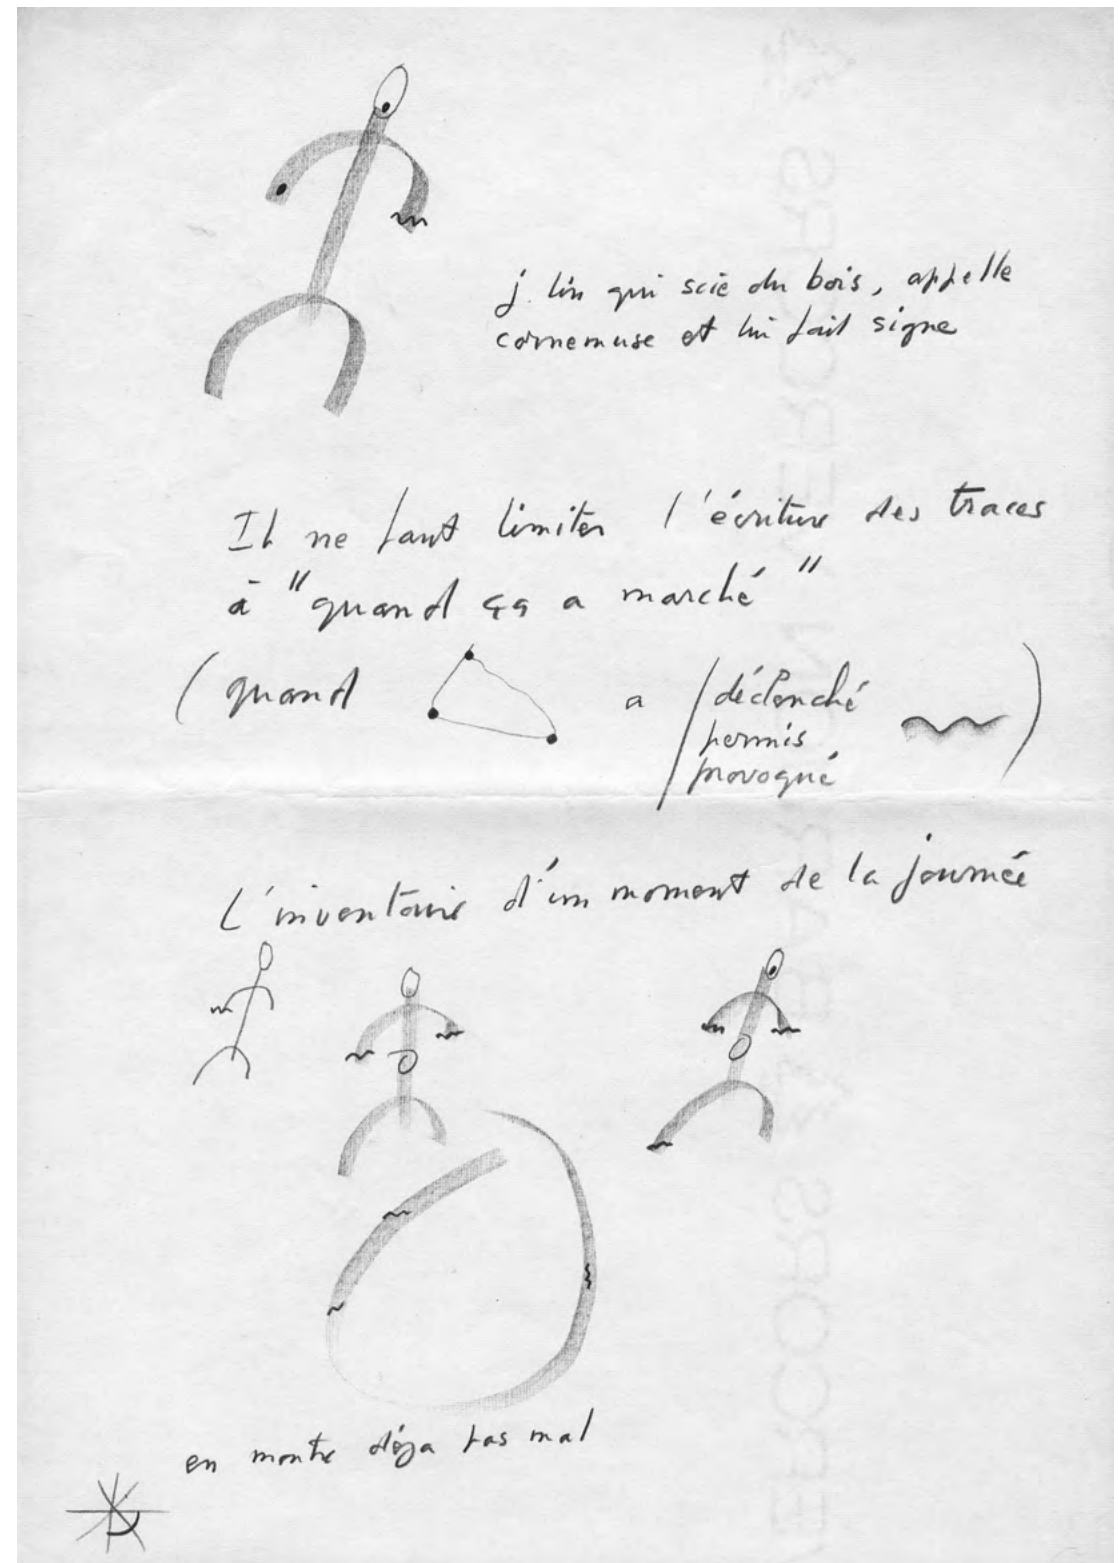 j. lin qui scie du bois, appelle
cornemuse et lui fait signe
Il ne faut limiter l'écriture des traces
à "quand ça a marché"
(quand a / déclenché
permis
provoqué )
L'inventaire d'un moment de la journée
en montre déja pas mal